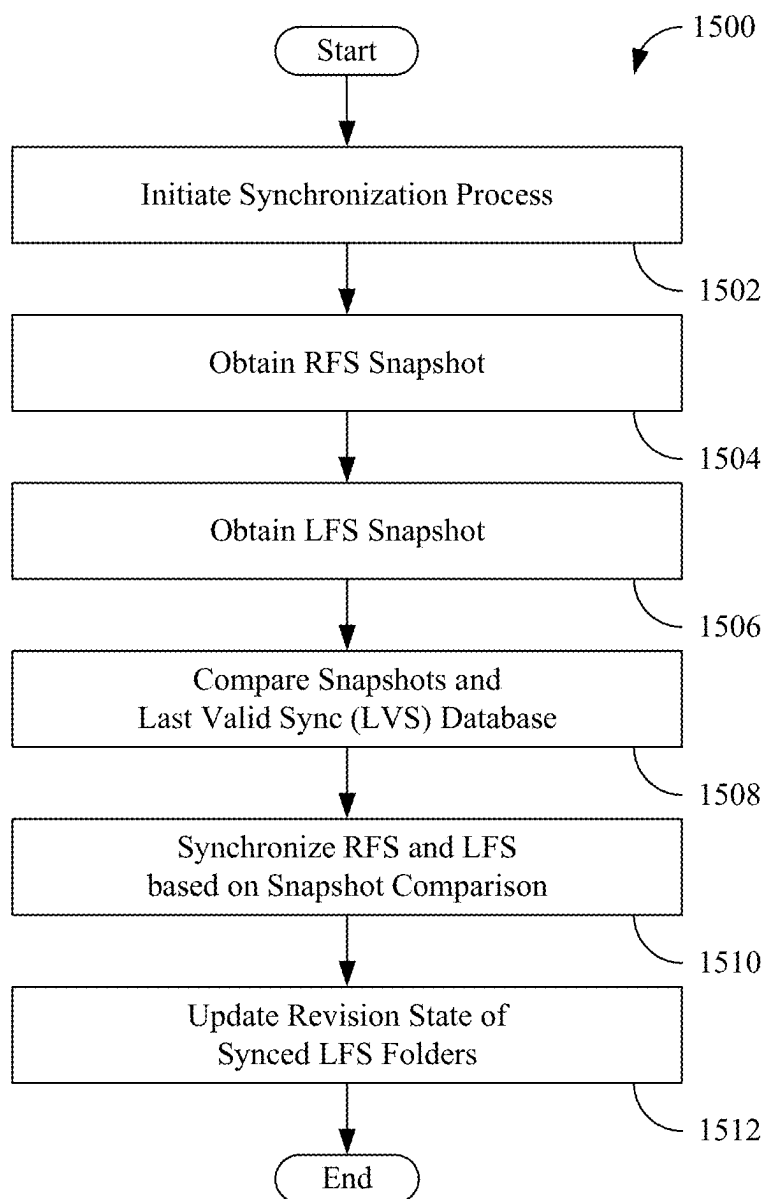 Start
1500
Initiate Synchronization Process
1502
Obtain RFS Snapshot
1504
Obtain LFS Snapshot
1506
Compare Snapshots and
Last Valid Sync (LVS) Database
1508
Synchronize RFS and LFS
based on Snapshot Comparison
1510
Update Revision State of
Synced LFS Folders
1512
End